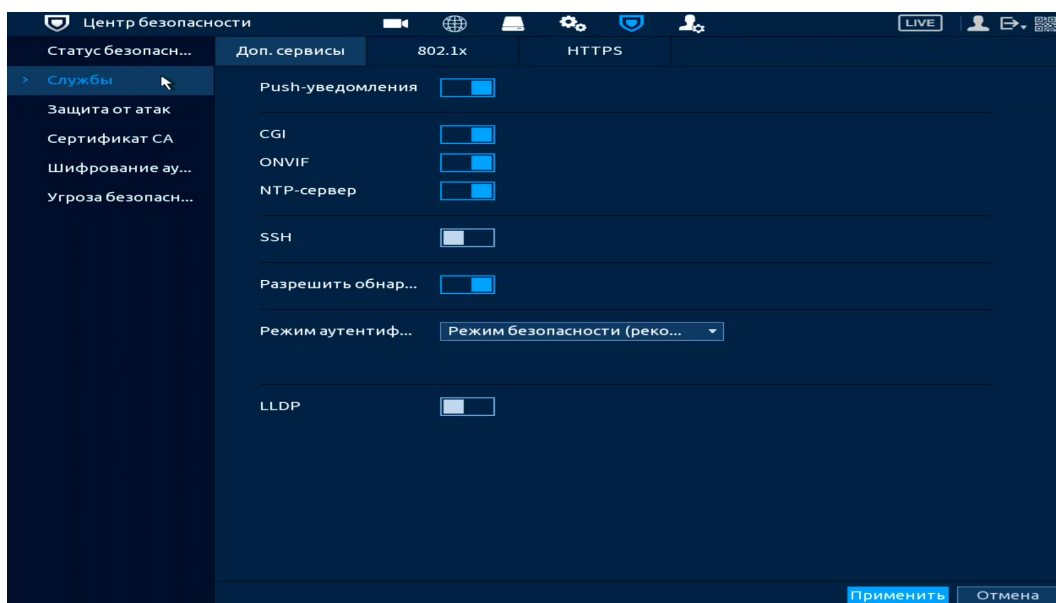 Центр безопасности
LIVE
Статус безопасн...
Службы
Защита от атак
Сертификат CA
Шифрование ау...
Угроза безопасн...
Доп. сервисы
802.1x
HTTPS
Push-уведомления
CGI
ONVIF
NTP-сервер
SSH
Разрешить обнар...
Режим аутентиф...
Режим безопасности (реко...
LLDP
Применить
Отмена